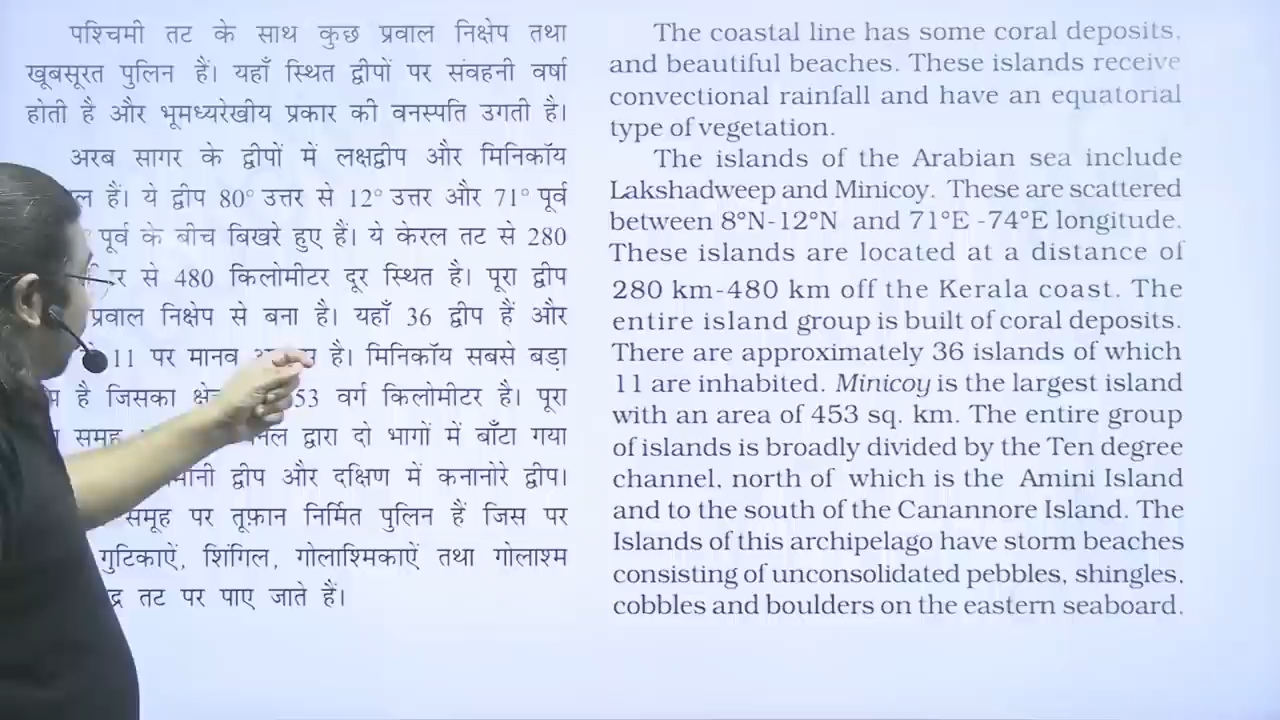 पश्चिमी तट के साथ कुछ प्रवाल निक्षेप तथा
खूबसूरत पुलिन हैं। यहाँ स्थित द्वीपों पर संवहनी वर्षा
होती है और भूमध्यरेखीय प्रकार की वनस्पति उगती है।
अरब सागर के द्वीपों में लक्षद्वीप और मिनिकॉय
हैं। ये द्वीप 80° उत्तर से 12° उत्तर और 71° पूर्व
पूर्व के बीच बिखरे हुए हैं। ये केरल तट से 280
से 480 किलोमीटर दूर स्थित है। पूरा द्वीप
प्रवाल निक्षेप से बना है। यहाँ 36 द्वीप हैं और
11 पर मानव है। मिनिकॉय सबसे बड़ा
है जिसका 53 वर्ग किलोमीटर है। पूरा
समूह द्वारा दो भागों में बाँटा गया
द्वीप और दक्षिण में कनानोरे द्वीप।
समूह पर तूफ़ान निर्मित पुलिन हैं जिस पर
गुटिकाएँ, शिंगिल, गोलाश्मिकाएँ तथा गोलाश्म
तट पर पाए जाते हैं।
The coastal line has some coral deposits,
and beautiful beaches. These islands receive
convectional rainfall and have an equatorial
type of vegetation.
The islands of the Arabian sea include
Lakshadweep and Minicoy. These are scattered
between 8°N-12°N and 71°E -74°E longitude.
These islands are located at a distance of
280 km-480 km off the Kerala coast. The
entire island group is built of coral deposits.
There are approximately 36 islands of which
11 are inhabited. Minicoy is the largest island
with an area of 453 sq. km. The entire group
of islands is broadly divided by the Ten degree
channel, north of which is the Amini Island
and to the south of the Canannore Island. The
Islands of this archipelago have storm beaches
consisting of unconsolidated pebbles, shingles,
cobbles and boulders on the eastern seaboard.